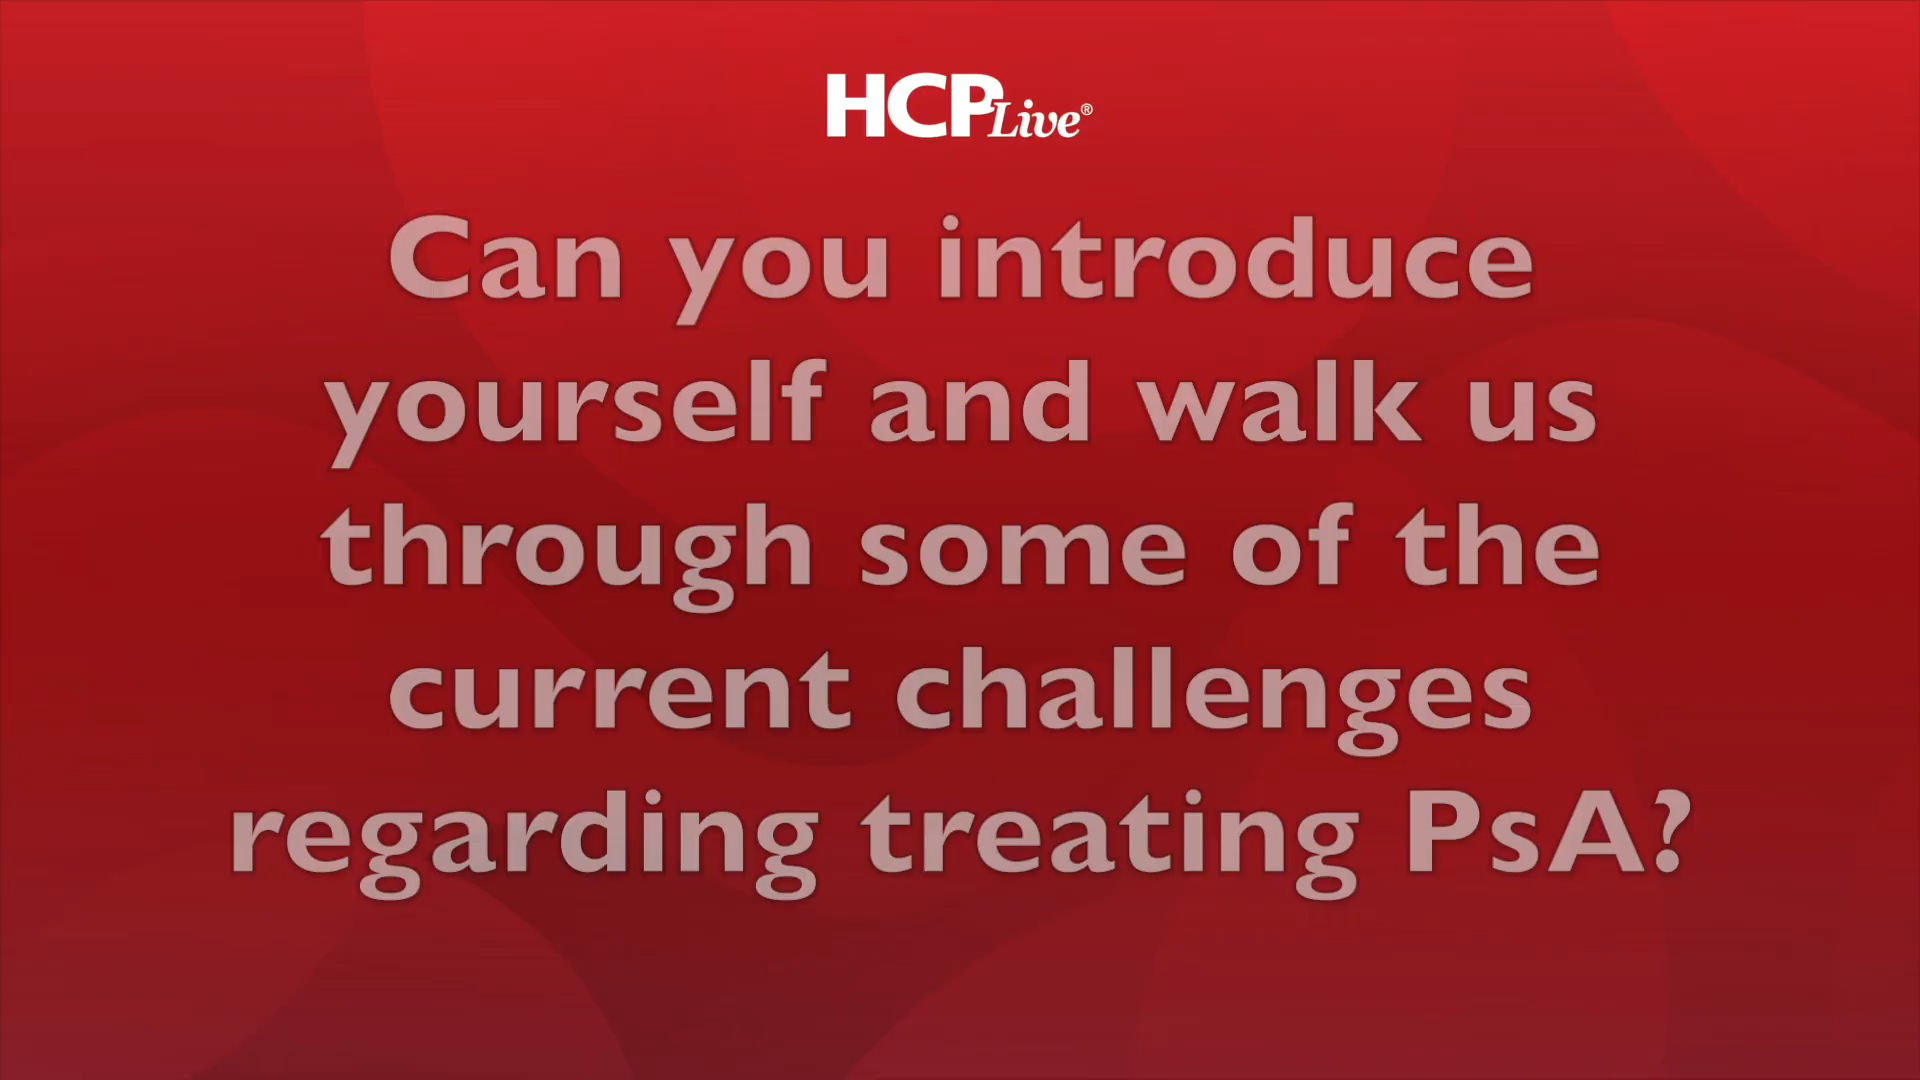 HCPLive®
Can you introduce
yourself and walk us
through some of the
current challenges
regarding treating PsA?